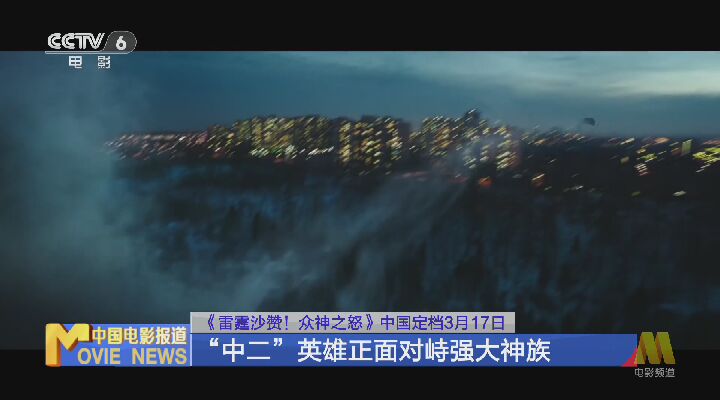 CCTV 6
电影
《雷霆沙赞！众神之怒》中国定档3月17日
中国电影报道
MOVIE NEWS
“中二”英雄正面对峙强大神族
M
电影频道